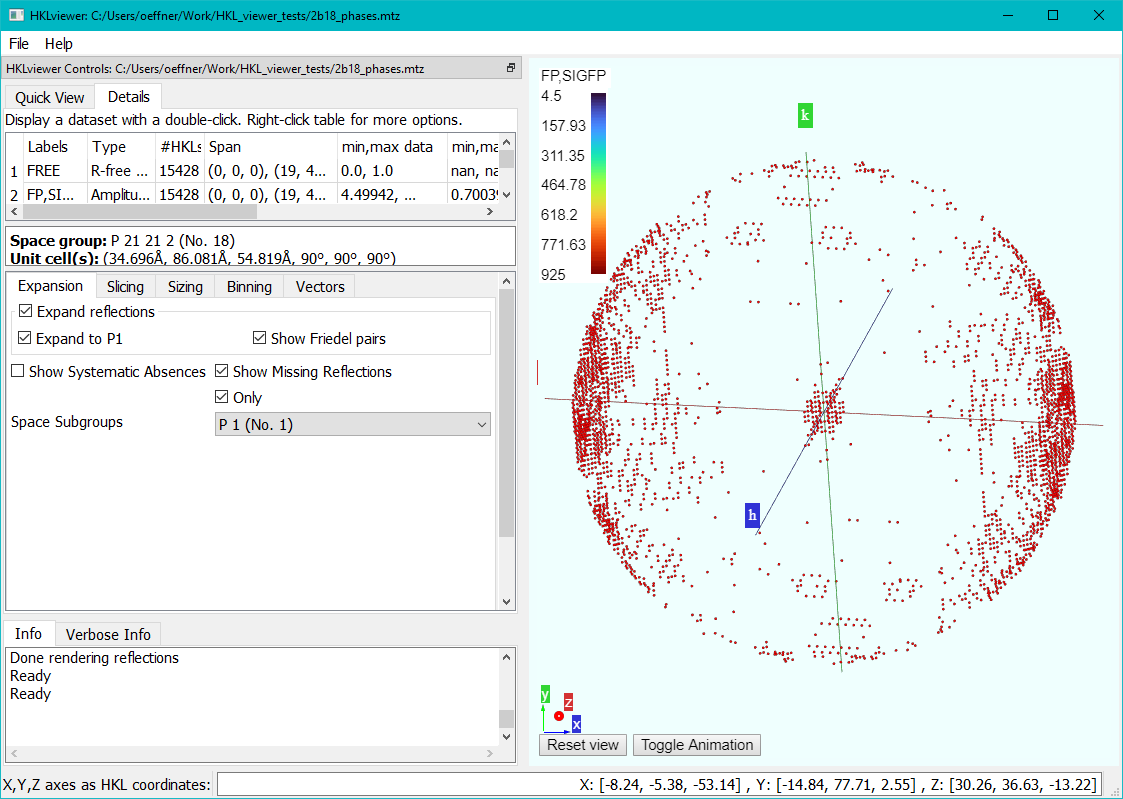 HKLviewer: C:/Users/oeffner/Work/HKL_viewer_tests/2b18_phases.mtz
File Help
HKLviewer Controls: C:/Users/oeffner/Work/HKL_viewer_tests/2b18_phases.mtz
Quick View Details
Display a dataset with a double-click. Right-click table for more options.
Labels Type #HKLs Span min,max data min,ma
1 FREE R-free ... 15428 (0, 0, 0), (19, 4... 0.0, 1.0 nan, na
2 FP,SI... Amplitu... 15428 (0, 0, 0), (19, 4... 4.49942, ... 0.70039
Space group: P 21 21 2 (No. 18)
Unit cell(s): (34.696Å, 86.081Å, 54.819Å, 90º, 90º, 90º)
Expansion Slicing Sizing Binning Vectors
Expand reflections
Expand to P1 Show Friedel pairs
Show Systematic Absences Show Missing Reflections
Only
Space Subgroups P 1 (No. 1)
Info Verbose Info
Done rendering reflections
Ready
Ready
FP,SIGFP
4.5
157.93
311.35
464.78
618.2
771.63
925
k
h
y
z
x
Reset view Toggle Animation
X,Y,Z axes as HKL coordinates: X: [-8.24, -5.38, -53.14] , Y: [-14.84, 77.71, 2.55] , Z: [30.26, 36.63, -13.22]